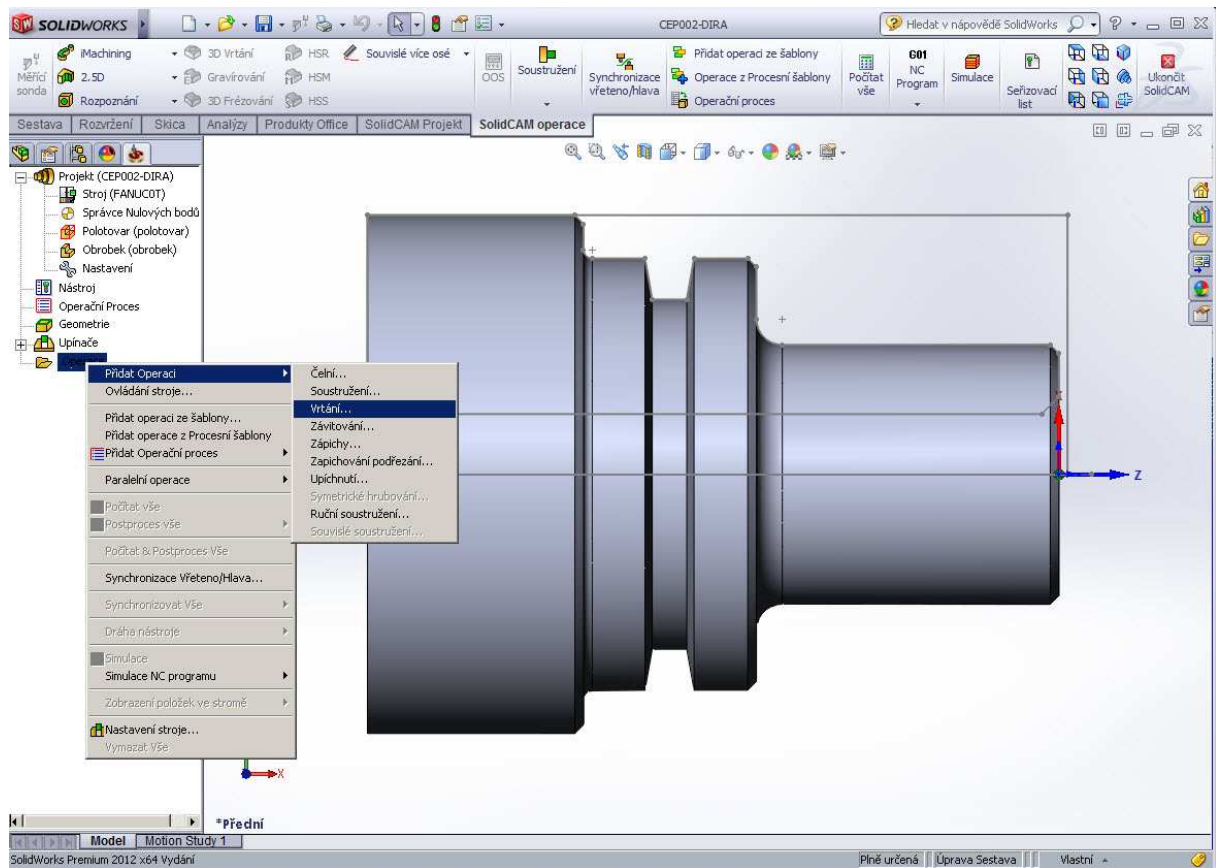 SOLIDWORKS
CEP002-DIRA
Hledat v nápovědě SolidWorks
Měřící sonda
iMachining
2.5D
Rozpoznání
3D Vrtání
Gravírování
3D Frézování
HSR
HSM
HSS
Souvislé více osé
OOS
Soustružení
Synchronizace
vřeteno/hlava
Přidat operaci ze šablony
Operace z Procesní šablony
Operační proces
Počítat
vše
G01
NC
Program
Simulace
Seřizovací
list
Ukončit
SolidCAM
Sestava
Rozvržení
Skica
Analýzy
Produkty Office
SolidCAM Projekt
SolidCAM operace
Projekt (CEP002-DIRA)
Stroj (FANUC0T)
Správce Nulových bodů
Polotovar (polotovar)
Obrobek (obrobek)
Nastavení
Nástroj
Operační Proces
Geometrie
Upínače
Přidat Operaci
Ovládání stroje...
Přidat operaci ze šablony...
Přidat operace z Procesní šablony
Přidat Operační proces
Paralelní operace
Počítat vše
Postproces vše
Počítat & Postproces Vše
Synchronizace Vřeteno/Hlava...
Synchronizovat Vše
Dráha nástroje
Simulace
Simulace NC programu
Zobrazení položek ve stromě
Nastavení stroje...
Vymazat Vše
Čelní...
Soustružení...
Vrtání...
Závitování...
Zápichy...
Zapichování podřezání...
Upíchnutí...
Symetrické hrubování...
Ruční soustružení...
Souvislé soustružení...
X
Z
X
*Přední
Model
Motion Study 1
SolidWorks Premium 2012 x64 Vydání
Plně určená
Úprava Sestava
Vlastní